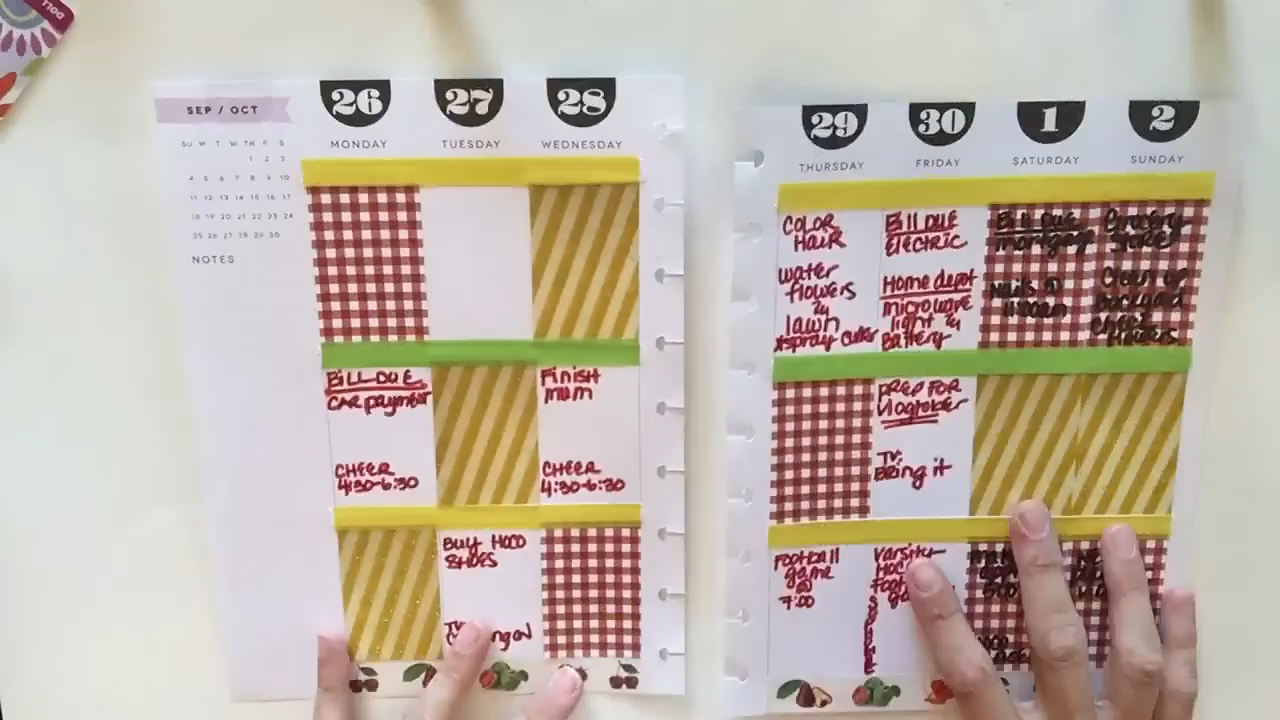 DOLL
SEP / OCT
SU M T W TH F S
1 2 3
4 5 6 7 8 9 10
11 12 13 14 15 16 17
18 19 20 21 22 23 24
25 26 27 28 29 30
NOTES
26
MONDAY
BILL DUE
CAR payment
CHEER
4:30-6:30
27
TUESDAY
Buy HOCO
SHOES
28
WEDNESDAY
Finish
mum
CHEER
4:30-6:30
29
THURSDAY
COLOR
HAIR
water
flowers
lawn
Football
game
@
7:00
30
FRIDAY
Bill DUE
ELECTRIC
Home depot
microwave
light
Battery
PREP FOR
Vlogtober
TV:
Bring it
Varsity
1
SATURDAY
Bill DUE
mortgage
Nails @
2
SUNDAY
Grocery
Clean up
backyard